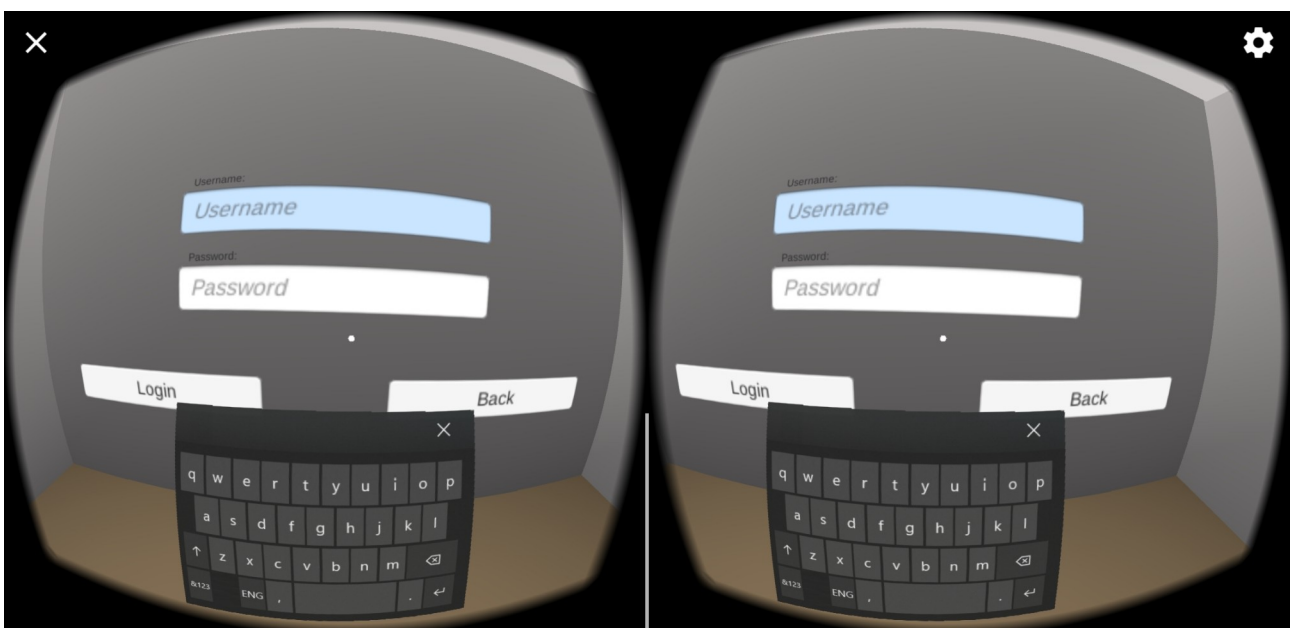 Username:
Username
Password:
Password
Login
Back
q w e r t y u i o p
a s d f g h j k l
z x c v b n m
&123 ENG , .
Username:
Username
Password:
Password
Login
Back
q w e r t y u i o p
a s d f g h j k l
z x c v b n m
&123 ENG , .